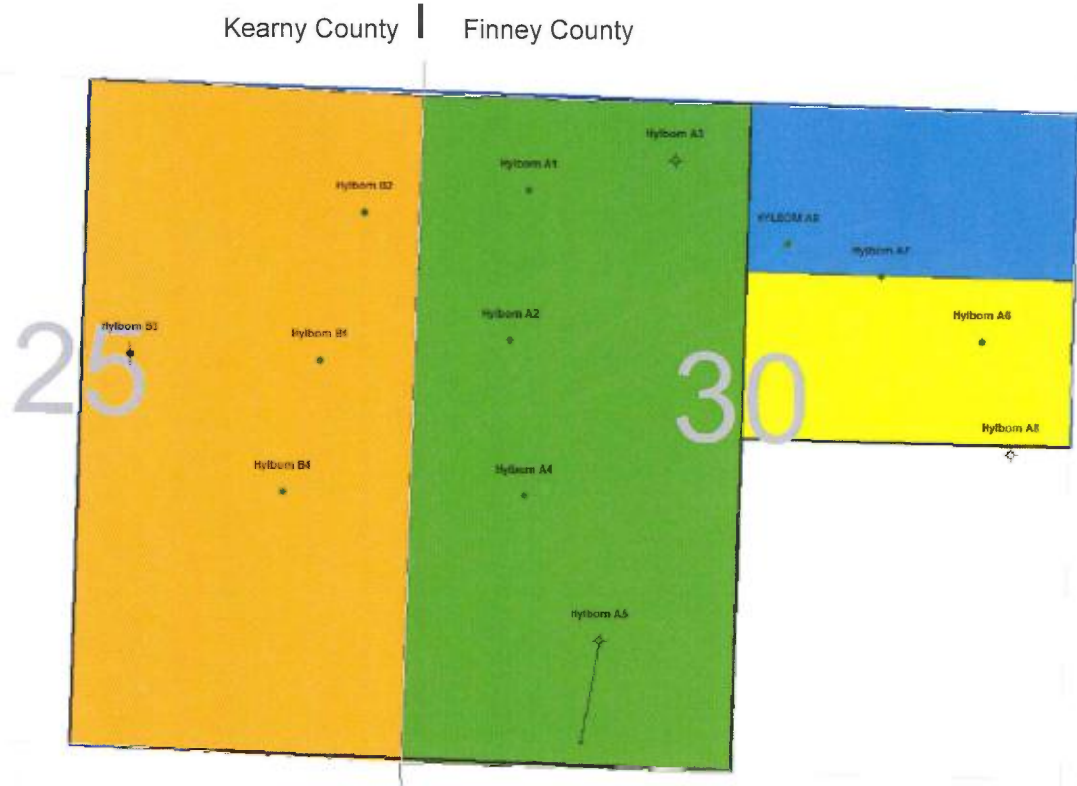 Kearny County Finney County
Hylbom A3
Hylbom A1
Hylbom B2
HYLBOM A9
Hylbom A7
Hylbom A2
Hylbom A6
Hylbom B3
Hylbom B1
25
30
Hylbom A8
Hylbom B4
Hylbom A4
Hylbom A5